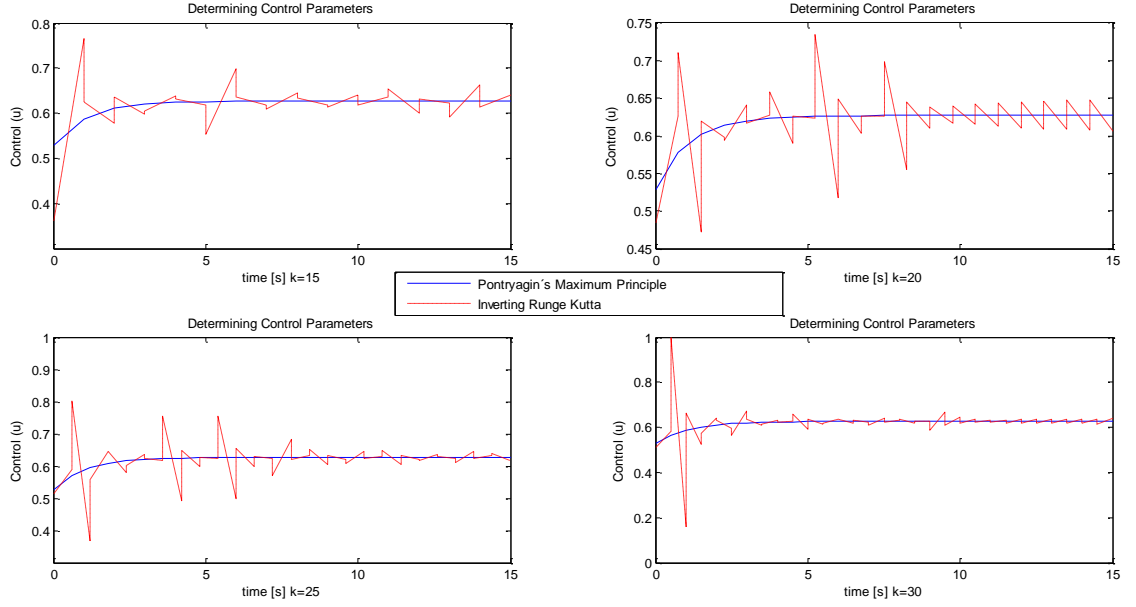 Determining Control Parameters
0.8
0.7
0.6
0.5
0.4
Control (u)
0
5
10
15
time [s] k=15
Determining Control Parameters
0.75
0.7
0.65
0.6
0.55
0.5
0.45
Control (u)
0
5
10
15
time [s] k=20
Pontryagin´s Maximum Principle
Inverting Runge Kutta
Determining Control Parameters
1
0.9
0.8
0.7
0.6
0.5
0.4
Control (u)
0
5
10
15
time [s] k=25
Determining Control Parameters
1
0.8
0.6
0.4
0.2
0
Control (u)
0
5
10
15
time [s] k=30